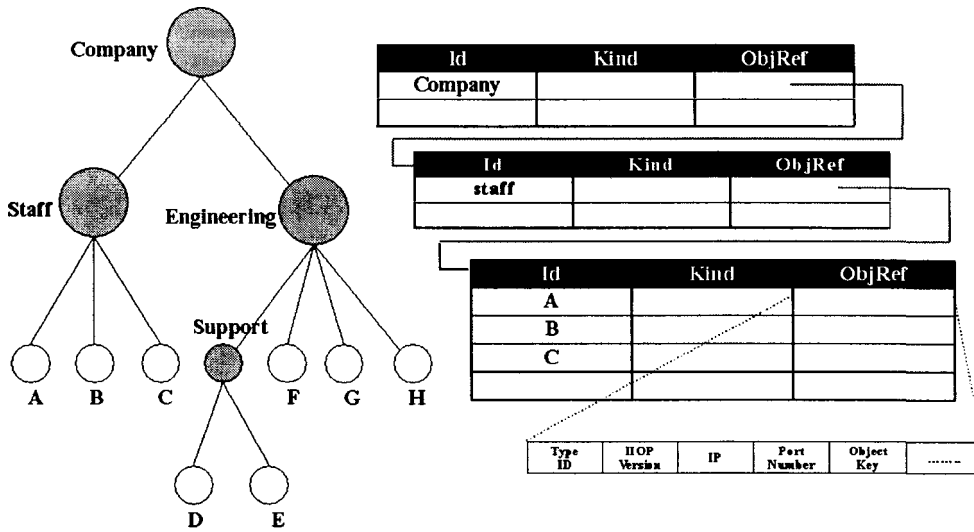 Company
Staff
Engineering
Support
A B C F G H
D E
Id Kind ObjRef
Company
Id Kind ObjRef
staff
Id Kind ObjRef
A
B
C
Type ID
IIOP Version
IP
Port Number
Object Key
-------